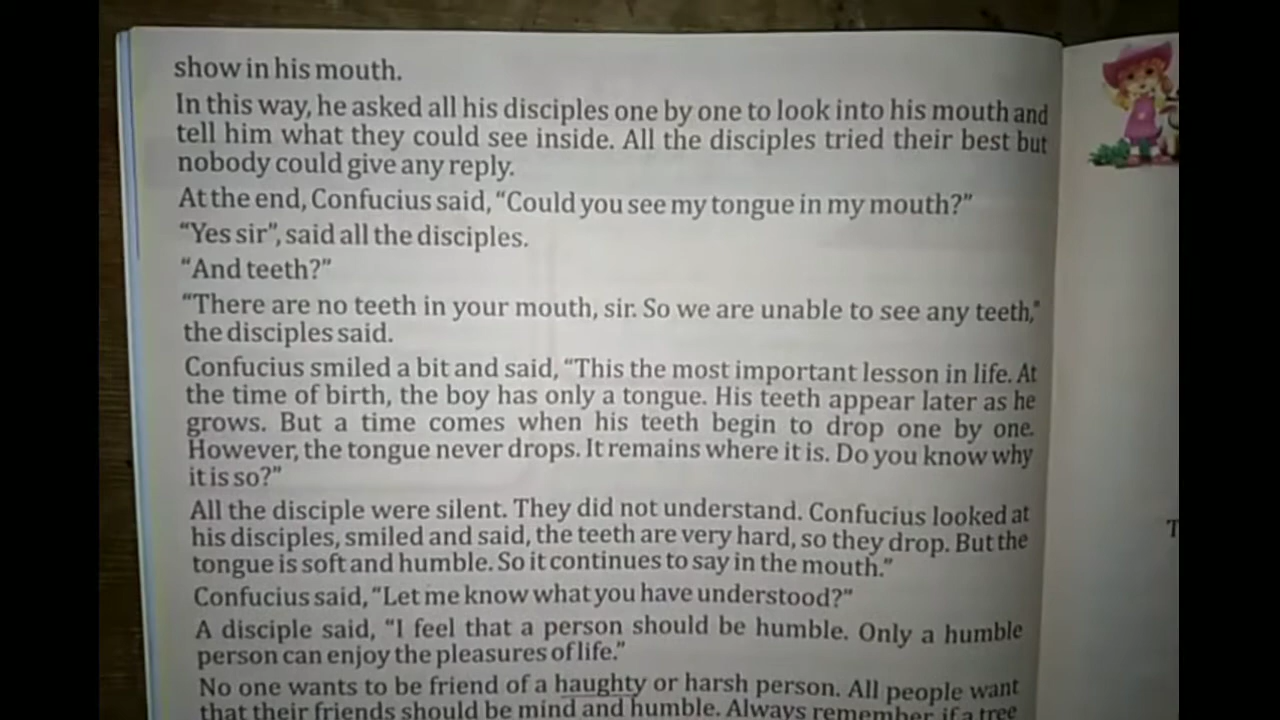 show in his mouth.
In this way, he asked all his disciples one by one to look into his mouth and
tell him what they could see inside. All the disciples tried their best but
nobody could give any reply.
At the end, Confucius said, “Could you see my tongue in my mouth?”
“Yes sir”, said all the disciples.
“And teeth?”
“There are no teeth in your mouth, sir. So we are unable to see any teeth,”
the disciples said.
Confucius smiled a bit and said, “This the most important lesson in life. At
the time of birth, the boy has only a tongue. His teeth appear later as he
grows. But a time comes when his teeth begin to drop one by one.
However, the tongue never drops. It remains where it is. Do you know why
it is so?”
All the disciple were silent. They did not understand. Confucius looked at
his disciples, smiled and said, the teeth are very hard, so they drop. But the
tongue is soft and humble. So it continues to say in the mouth.”
Confucius said, “Let me know what you have understood?”
A disciple said, “I feel that a person should be humble. Only a humble
person can enjoy the pleasures of life.”
No one wants to be friend of a haughty or harsh person. All people want
that their friends should be mind and humble. Always remember if a tree
T